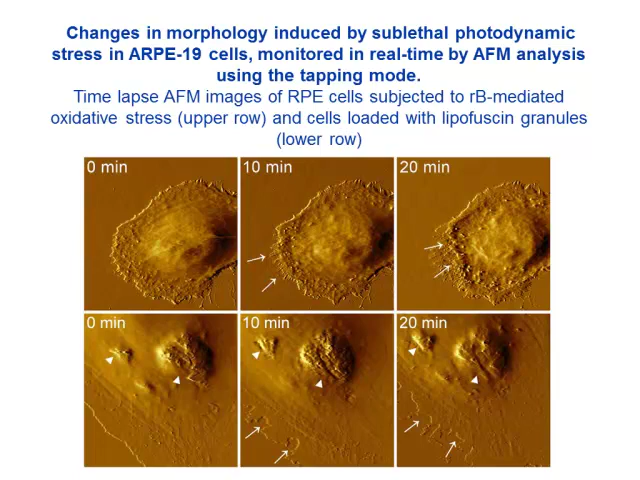 Changes in morphology induced by sublethal photodynamic
stress in ARPE-19 cells, monitored in real-time by AFM analysis
using the tapping mode.
Time lapse AFM images of RPE cells subjected to rB-mediated
oxidative stress (upper row) and cells loaded with lipofuscin granules
(lower row)
0 min
10 min
20 min
0 min
10 min
20 min